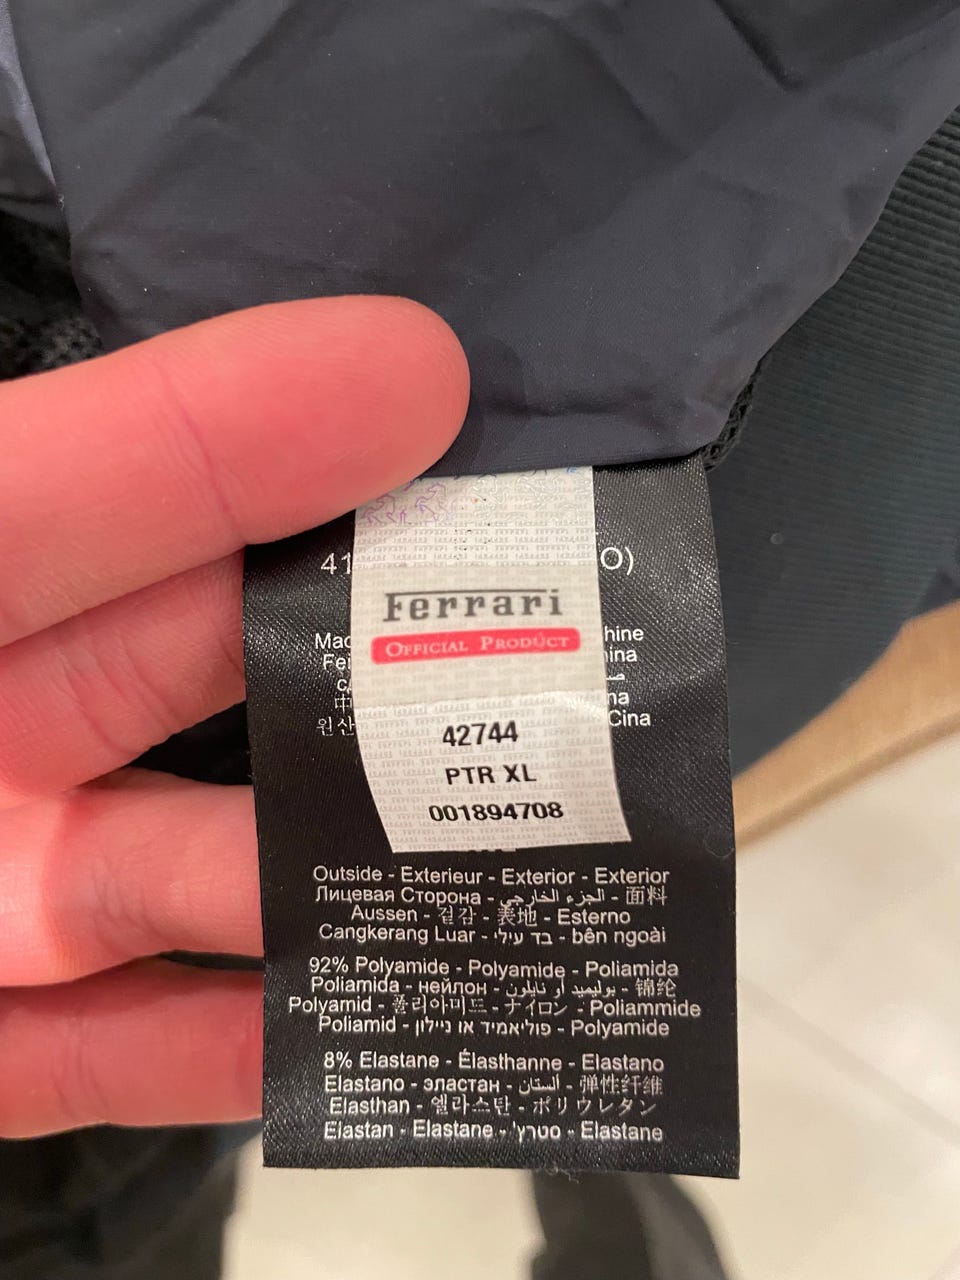 41
O)
Ferrari
OFFICIAL PRODUCT
42744
PTR XL
001894708
Outside - Exterieur - Exterior - Exterior
Лицевая Сторона - الجزء الخارجي - 面料
Aussen - 겉감 - 表地 - Esterno
Cangkerang Luar - בד עילי - bên ngoài
92% Polyamide - Polyamide - Poliamida
Poliamida - нейлон - بوليميد أو نايلون - 锦纶
Polyamid - 폴리아미드 - ナイロン - Poliammide
Poliamid - פוליאמיד או ניילון - Polyamide
8% Elastane - Élasthanne - Elastano
Elastano - эластан - الستان - 弹性纤维
Elasthan - 엘라스탄 - ポリウレタン
Elastan - Elastane - סטרץ' - Elastane